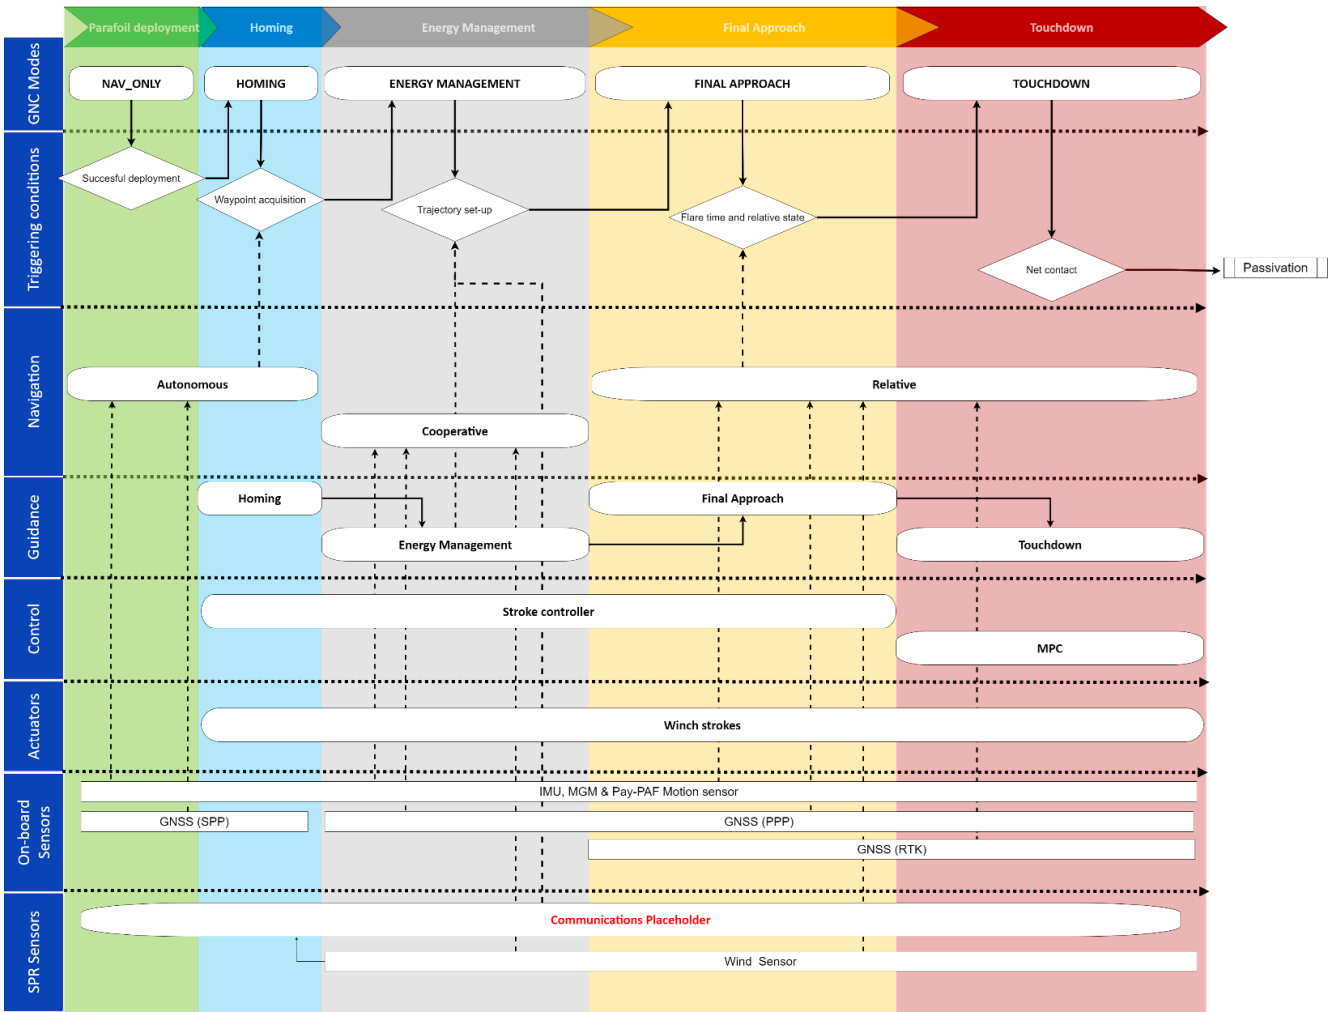 Parafoil deployment
Homing
Energy Management
Final Approach
Touchdown
GNC Modes
NAV_ONLY
HOMING
ENERGY MANAGEMENT
FINAL APPROACH
TOUCHDOWN
Triggering conditions
Succesful deployment
Waypoint acquisition
Trajectory set-up
Flare time and relative state
Net contact
Passivation
Navigation
Autonomous
Relative
Cooperative
Guidance
Homing
Final Approach
Energy Management
Touchdown
Control
Stroke controller
MPC
Actuators
Winch strokes
On-board
Sensors
IMU, MGM & Pay-PAF Motion sensor
GNSS (SPP)
GNSS (PPP)
GNSS (RTK)
SPR Sensors
Communications Placeholder
Wind Sensor